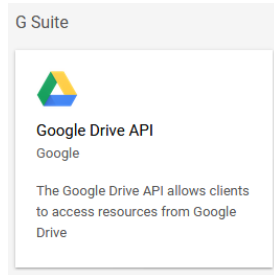 G Suite
Google Drive API
Google
The Google Drive API allows clients
to access resources from Google
Drive